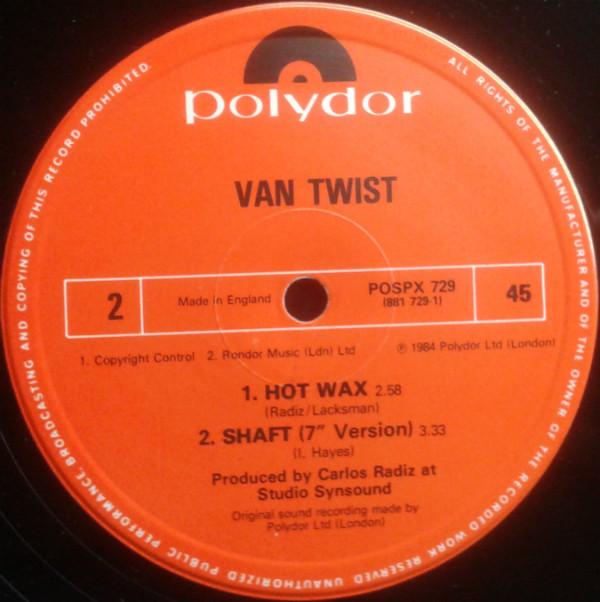 polydor
VAN TWIST
2
Made in England
POSPX 729
(881 729-1)
45
1. Copyright Control 2. Rondor Music (Ldn) Ltd
℗ 1984 Polydor Ltd (London)
1. HOT WAX 2.58
(Radiz/Lacksman)
2. SHAFT (7" Version) 3.33
(I. Hayes)
Produced by Carlos Radiz at
Studio Synsound
Original sound recording made by
Polydor Ltd (London)
ALL RIGHTS OF THE MANUFACTURER AND OF THE OWNER OF THE RECORDED WORK RESERVED UNAUTHORIZED PUBLIC PERFORMANCE, BROADCASTING AND COPYING OF THIS RECORD PROHIBITED.